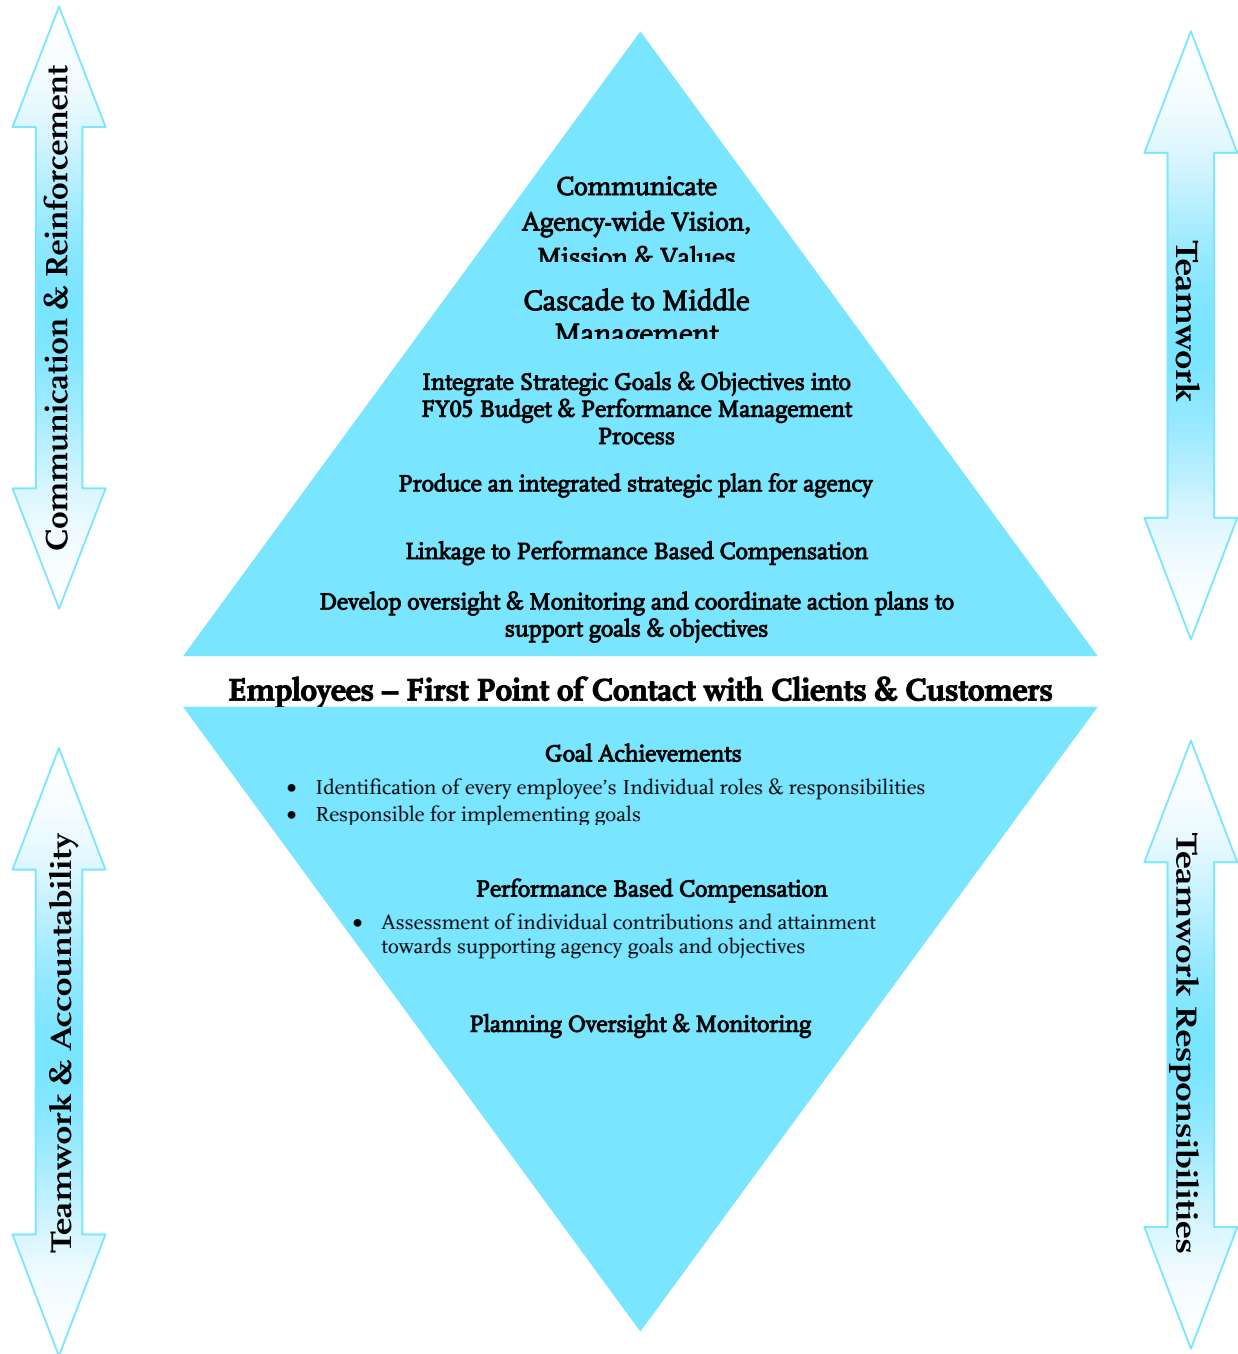 Communication & Reinforcement
Teamwork
Communicate
Agency-wide Vision,
Mission & Values
Cascade to Middle
Management
Integrate Strategic Goals & Objectives into
FY05 Budget & Performance Management
Process
Produce an integrated strategic plan for agency
Linkage to Performance Based Compensation
Develop oversight & Monitoring and coordinate action plans to
support goals & objectives
Employees – First Point of Contact with Clients & Customers
Teamwork & Accountability
Teamwork Responsibilities
Goal Achievements
• Identification of every employee’s Individual roles & responsibilities
• Responsible for implementing goals
Performance Based Compensation
• Assessment of individual contributions and attainment
towards supporting agency goals and objectives
Planning Oversight & Monitoring